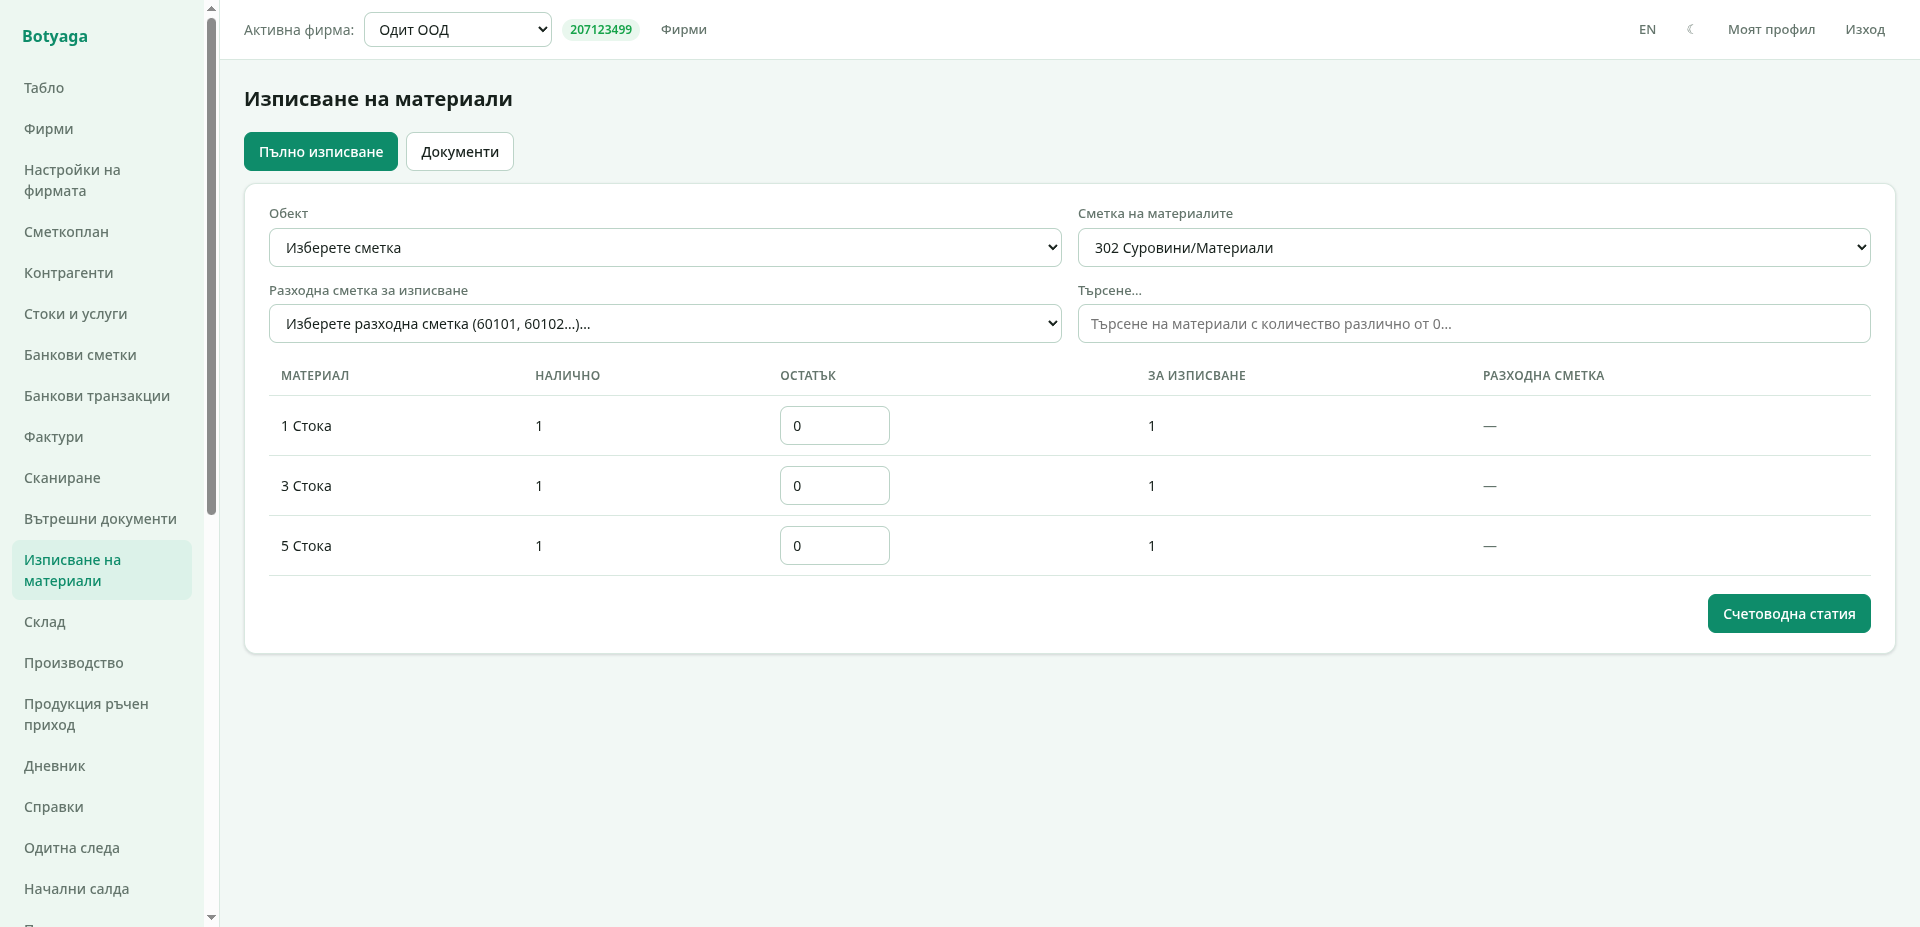 Botyaga
Активна фирма:
Одит ООД
207123499
Фирми
EN
Моят профил
Изход
Табло
Фирми
Настройки на
фирмата
Сметкоплан
Контрагенти
Стоки и услуги
Банкови сметки
Банкови транзакции
Фактури
Сканиране
Вътрешни документи
Изписване на
материали
Склад
Производство
Продукция ръчен
приход
Дневник
Справки
Одитна следа
Начални салда
Изписване на материали
Пълно изписване
Документи
Обект
Сметка на материалите
Изберете сметка
302 Суровини/Материали
Разходна сметка за изписване
Търсене...
Изберете разходна сметка (60101, 60102...)...
Търсене на материали с количество различно от 0...
МАТЕРИАЛ НАЛИЧНО ОСТАТЪК ЗА ИЗПИСВАНЕ РАЗХОДНА СМЕТКА
1 Стока 1 0 1 —
3 Стока 1 0 1 —
5 Стока 1 0 1 —
Счетоводна статия